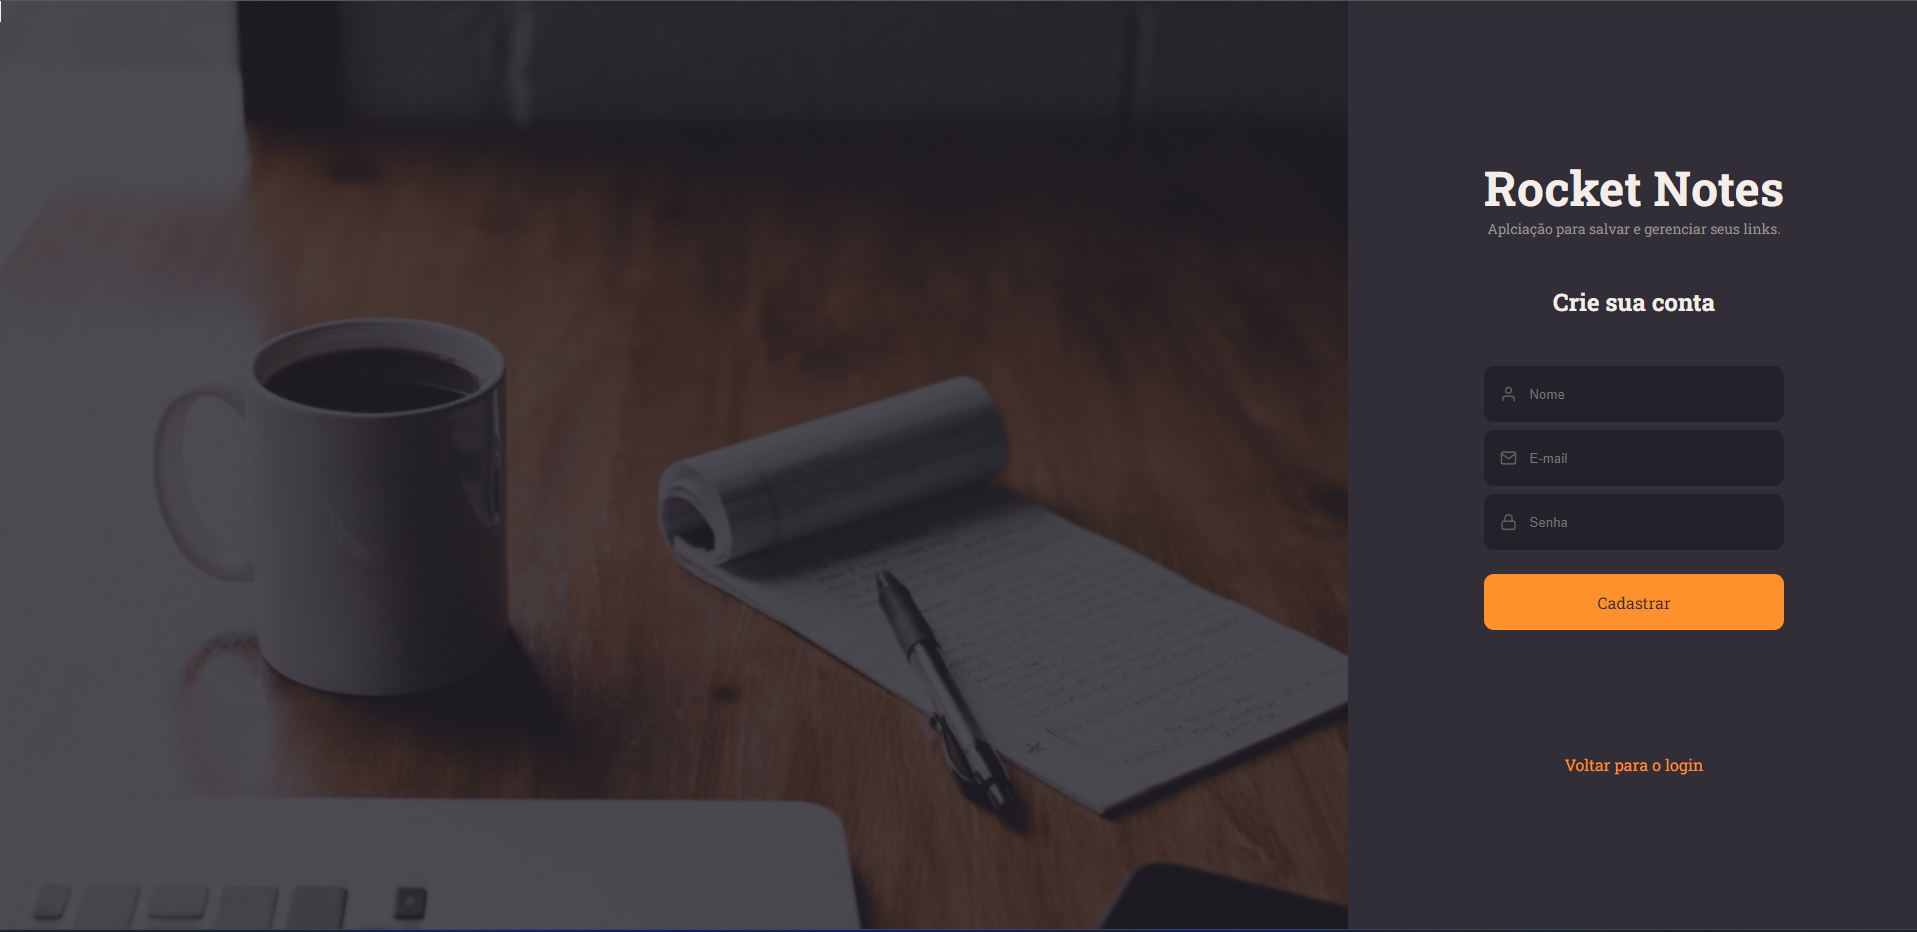 Rocket Notes
Aplciação para salvar e gerenciar seus links.
Crie sua conta
Nome
E-mail
Senha
Cadastrar
Voltar para o login